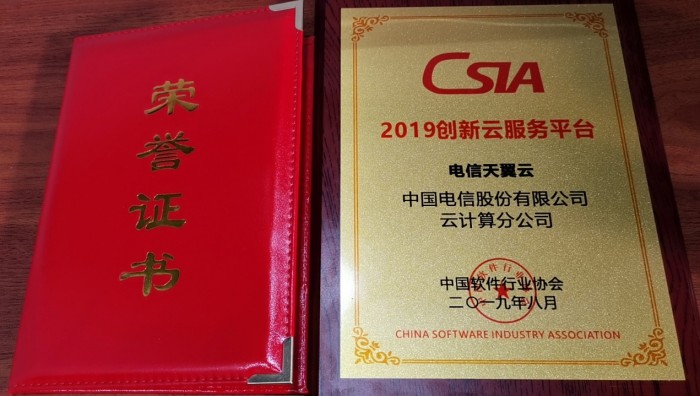 荣
誉
证
书
CSIA
2019创新云服务平台
电信天翼云
中国电信股份有限公司
云计算分公司
中国软件行业协会
二〇一九年八月
CHINA SOFTWARE INDUSTRY ASSOCIATION